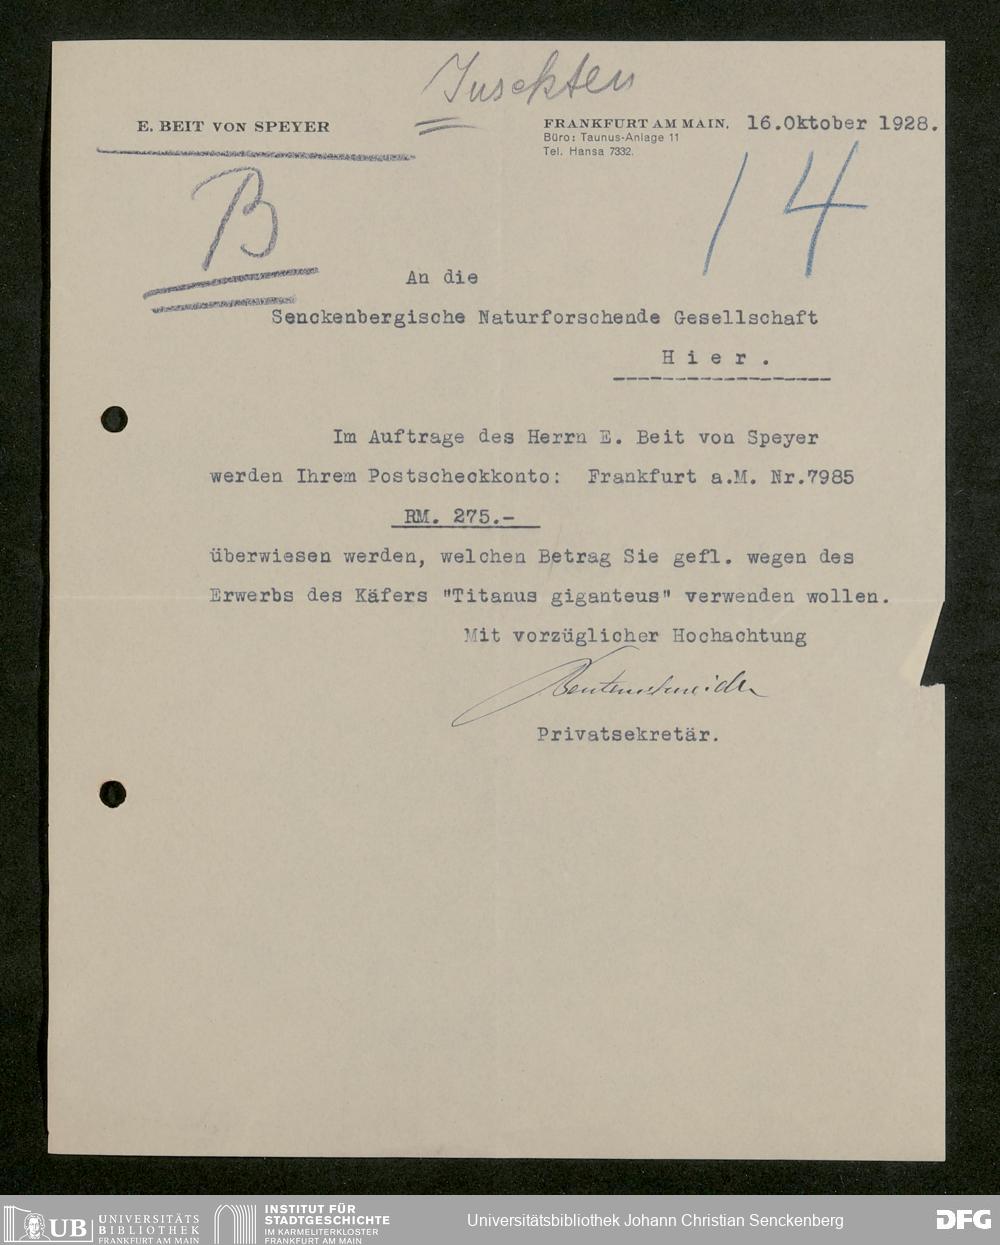 Insekten
E. BEIT VON SPEYER
FRANKFURT AM MAIN, 16.Oktober 1928.
Büro: Taunus-Anlage 11
Tel. Hansa 7332.
B
14
An die
Senckenbergische Naturforschende Gesellschaft
H i e r .
Im Auftrage des Herrn E. Beit von Speyer
werden Ihrem Postscheckkonto: Frankfurt a.M. Nr.7985
RM. 275.-
überwiesen werden, welchen Betrag Sie gefl. wegen des
Erwerbs des Käfers "Titanus giganteus" verwenden wollen.
Mit vorzüglicher Hochachtung
Privatsekretär.
UB UNIVERSITÄTS
BIBLIOTHEK
FRANKFURT AM MAIN
INSTITUT FÜR
STADTGESCHICHTE
IM KARMELITERKLOSTER
FRANKFURT AM MAIN
Universitätsbibliothek Johann Christian Senckenberg
DFG